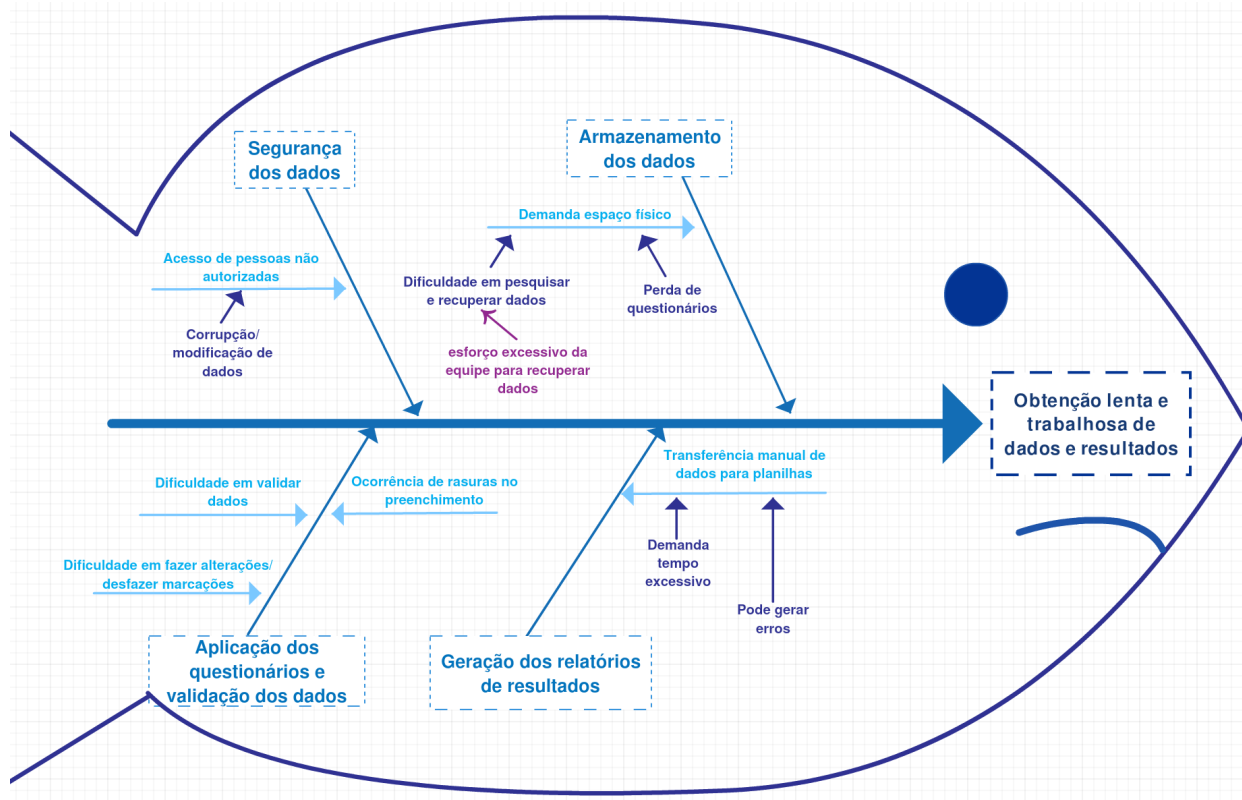 Segurança
dos dados
Armazenamento
dos dados
Demanda espaço físico
Acesso de pessoas não
autorizadas
Dificuldade em pesquisar
e recuperar dados
Perda de
questionários
Corrupção/
modificação de
dados
esforço excessivo da
equipe para recuperar
dados
Obtenção lenta e
trabalhosa de
dados e resultados
Transferência manual de
dados para planilhas
Dificuldade em validar
dados
Ocorrência de rasuras no
preenchimento
Demanda
tempo
excessivo
Dificuldade em fazer alterações/
desfazer marcações
Pode gerar
erros
Aplicação dos
questionários e
validação dos dados
Geração dos relatórios
de resultados